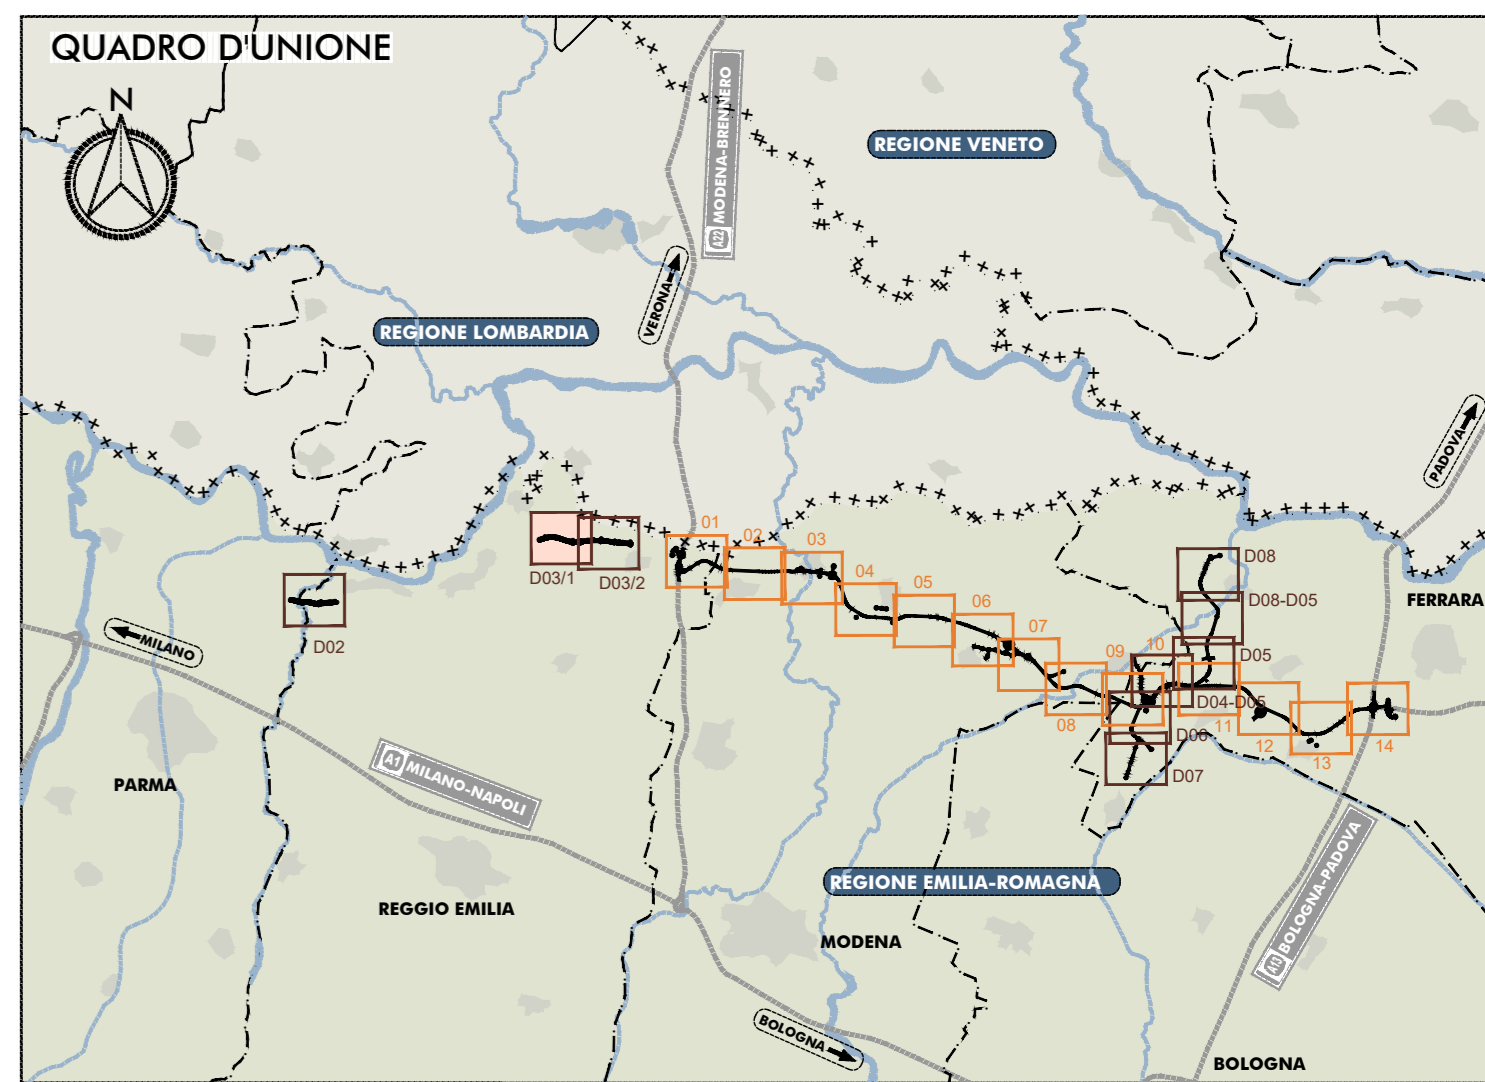 QUADRO D'UNIONE
N
A22 MODENA-BRENNERO
REGIONE VENETO
VERONA
REGIONE LOMBARDIA
PADOVA
01
02
03
D03/1
D03/2
04
05
06
07
D08
D08-D05
FERRARA
D02
MILANO
09
10
D05
D04-D05
08
11
12
13
14
D06
D07
PARMA
A1 MILANO-NAPOLI
A13 BOLOGNA-PADOVA
REGIONE EMILIA-ROMAGNA
REGGIO EMILIA
MODENA
BOLOGNA
BOLOGNA